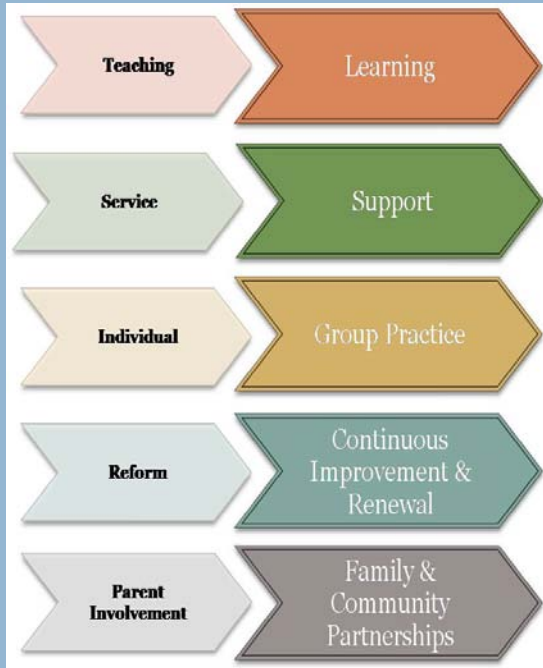 Teaching
Learning
Service
Support
Individual
Group Practice
Reform
Continuous
Improvement &
Renewal
Parent
Involvement
Family &
Community
Partnerships